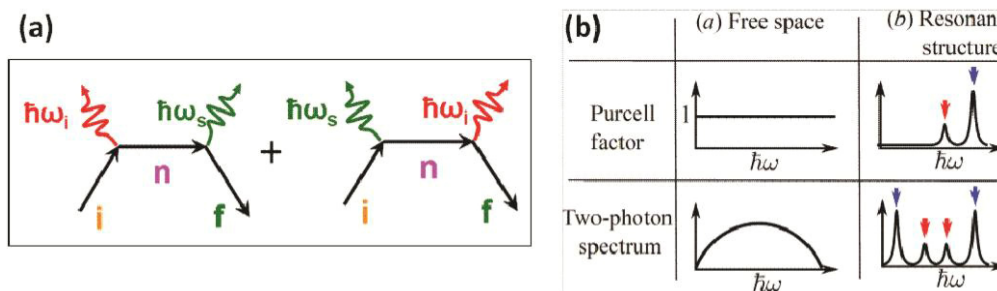 (a)
ħωi
ħωs
n
i
f
+
ħωs
ħωi
n
i
f
(b)
(a) Free space
(b) Resonan
structure
Purcell
factor
1
ħω
ħω
Two-photon
spectrum
ħω
ħω